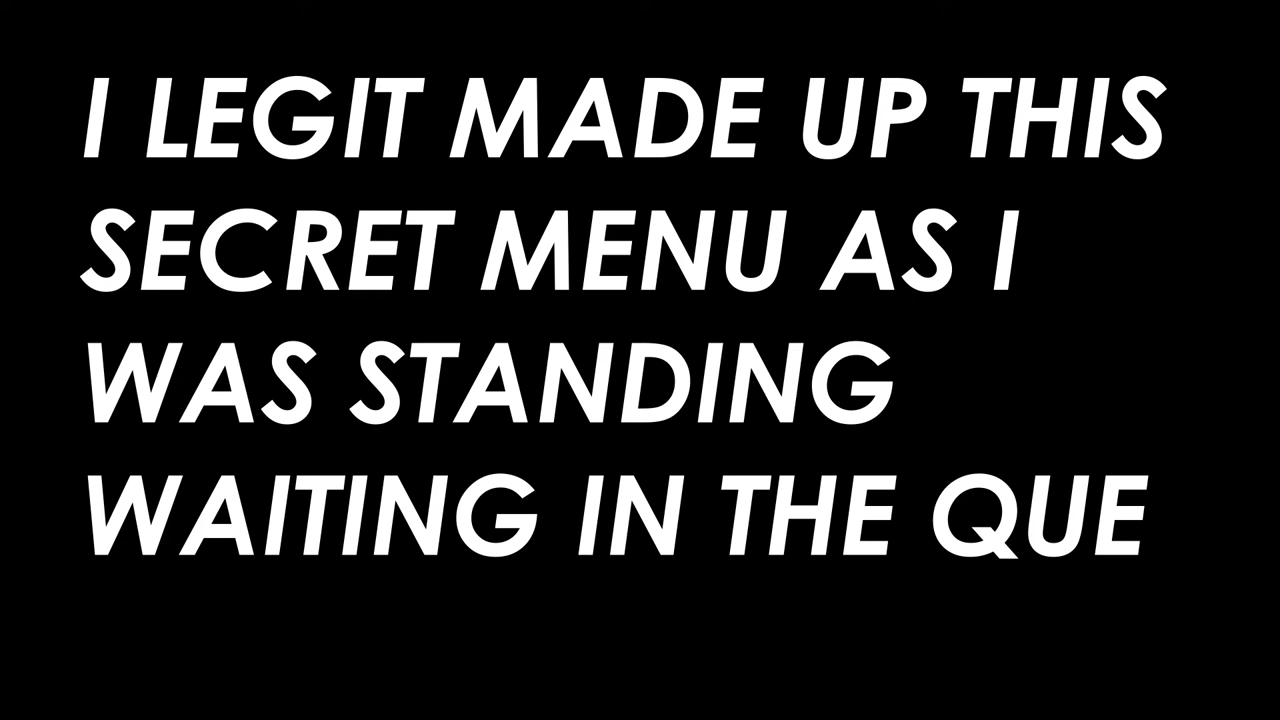 I LEGIT MADE UP THIS
SECRET MENU AS I
WAS STANDING
WAITING IN THE QUE